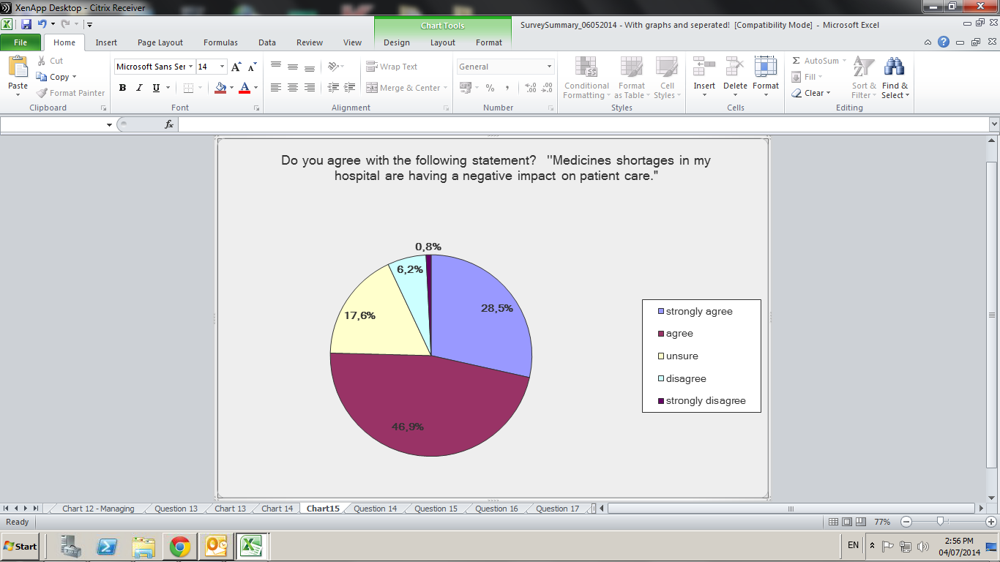 XenApp Desktop - Citrix Receiver
Chart Tools
SurveySummary_06052014 - With graphs and seperated! [Compatibility Mode] - Microsoft Excel
File Home Insert Page Layout Formulas Data Review View Design Layout Format
Paste
Cut
Copy
Format Painter
Clipboard
Microsoft Sans Ser 14 A A
B I U A
Font
Wrap Text
Merge & Center
Alignment
General
% ,
Number
Conditional Formatting
Format as Table
Cell Styles
Styles
Insert
Delete
Format
Cells
AutoSum
Fill
Clear
Sort & Filter
Find & Select
Editing
fx
Do you agree with the following statement? "Medicines shortages in my
hospital are having a negative impact on patient care."
0,8%
6,2%
28,5%
17,6%
46,9%
strongly agree
agree
unsure
disagree
strongly disagree
Chart 12 - Managing Question 13 Chart 13 Chart 14 Chart15 Question 14 Question 15 Question 16 Question 17
Ready
77%
Start
EN
2:56 PM
04/07/2014